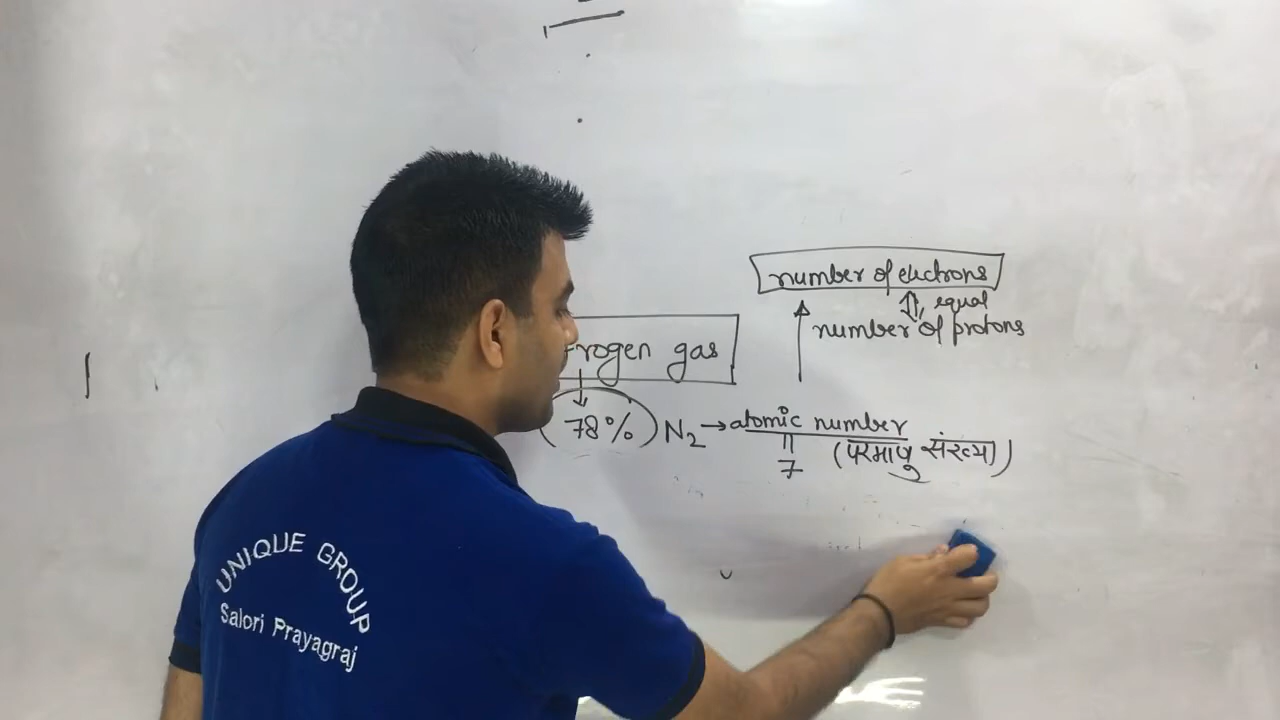 number of electrons
equal
number of protons
rogen gas
78% N₂ → atomic number
7 (परमाणु संख्या)
UNIQUE GROUP
Salori Prayagraj